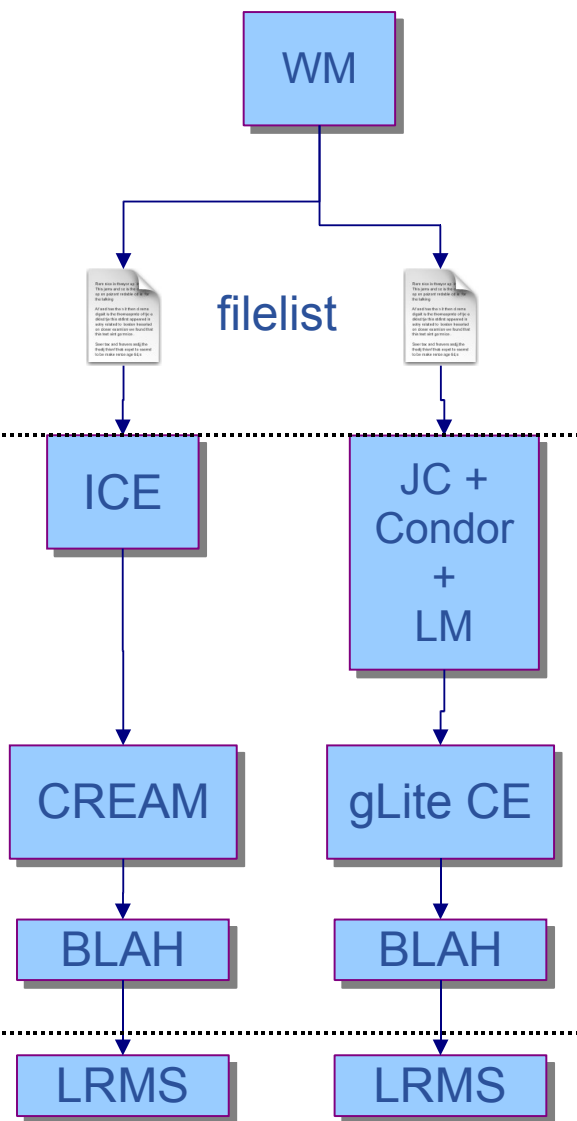 WM
filelist
ICE
JC +
Condor
+
LM
CREAM
gLite CE
BLAH
BLAH
LRMS
LRMS